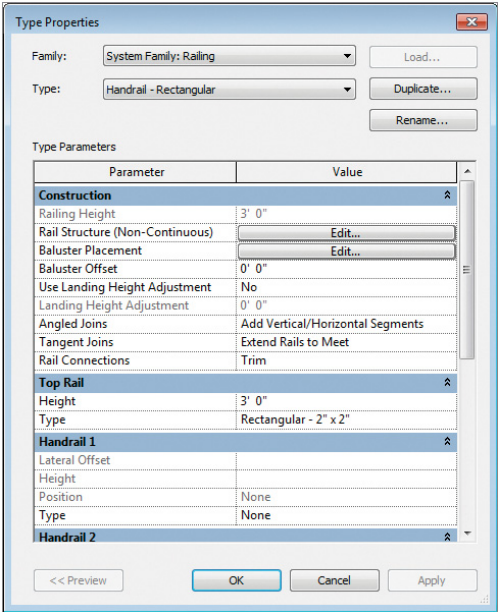 Type Properties
Family: System Family: Railing Load...
Type: Handrail - Rectangular Duplicate...
Rename...
Type Parameters
Parameter Value
Construction
Railing Height 3' 0"
Rail Structure (Non-Continuous) Edit...
Baluster Placement Edit...
Baluster Offset 0' 0"
Use Landing Height Adjustment No
Landing Height Adjustment 0' 0"
Angled Joins Add Vertical/Horizontal Segments
Tangent Joins Extend Rails to Meet
Rail Connections Trim
Top Rail
Height 3' 0"
Type Rectangular - 2" x 2"
Handrail 1
Lateral Offset
Height
Position None
Type None
Handrail 2
<< Preview OK Cancel Apply